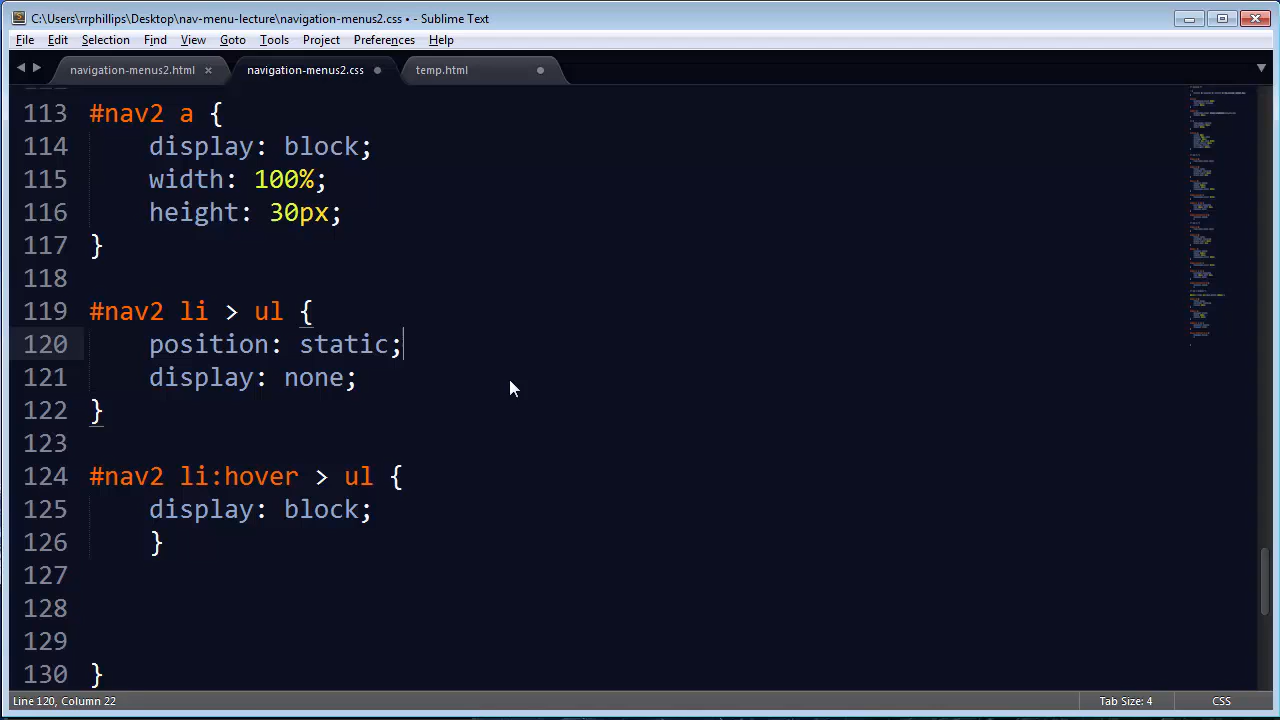 C:\Users\rrphillips\Desktop\nav-menu-lecture\navigation-menus2.css • - Sublime Text
File Edit Selection Find View Goto Tools Project Preferences Help
navigation-menus2.html × navigation-menus2.css temp.html
113 #nav2 a {
114 display: block;
115 width: 100%;
116 height: 30px;
117 }
118
119 #nav2 li > ul {
120 position: static;
121 display: none;
122 }
123
124 #nav2 li:hover > ul {
125 display: block;
126 }
127
128
129
130 }
Line 120, Column 22 Tab Size: 4 CSS